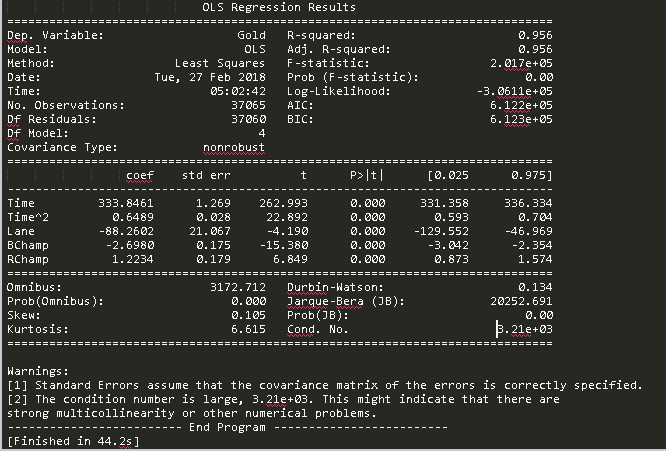 OLS Regression Results
==============================================================================
Dep. Variable: Gold R-squared: 0.956
Model: OLS Adj. R-squared: 0.956
Method: Least Squares F-statistic: 2.017e+05
Date: Tue, 27 Feb 2018 Prob (F-statistic): 0.00
Time: 05:02:42 Log-Likelihood: -3.0611e+05
No. Observations: 37065 AIC: 6.122e+05
Df Residuals: 37060 BIC: 6.123e+05
Df Model: 4
Covariance Type: nonrobust
==============================================================================
coef std err t P>|t| [0.025 0.975]
------------------------------------------------------------------------------
Time 333.8461 1.269 262.993 0.000 331.358 336.334
Time^2 0.6489 0.028 22.892 0.000 0.593 0.704
Lane -88.2602 21.067 -4.190 0.000 -129.552 -46.969
BChamp -2.6980 0.175 -15.380 0.000 -3.042 -2.354
RChamp 1.2234 0.179 6.849 0.000 0.873 1.574
==============================================================================
Omnibus: 3172.712 Durbin-Watson: 0.134
Prob(Omnibus): 0.000 Jarque-Bera (JB): 20252.691
Skew: 0.105 Prob(JB): 0.00
Kurtosis: 6.615 Cond. No. 3.21e+03
==============================================================================
Warnings:
[1] Standard Errors assume that the covariance matrix of the errors is correctly specified.
[2] The condition number is large, 3.21e+03. This might indicate that there are
strong multicollinearity or other numerical problems.
------------------------- End Program -------------------------
[Finished in 44.2s]